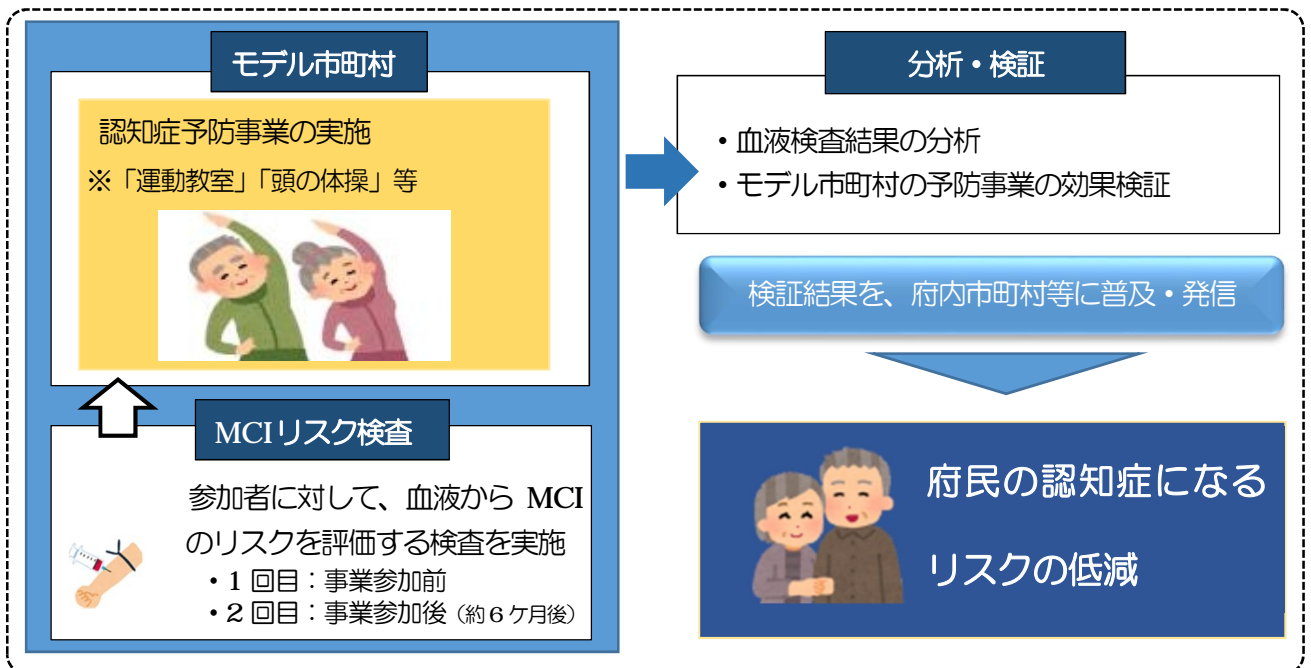 モデル市町村
認知症予防事業の実施
※「運動教室」「頭の体操」等
MCIリスク検査
参加者に対して、血液から MCI
のリスクを評価する検査を実施
・1回目：事業参加前
・2回目：事業参加後（約6ケ月後）
分析・検証
・血液検査結果の分析
・モデル市町村の予防事業の効果検証
検証結果を、府内市町村等に普及・発信
府民の認知症になる
リスクの低減